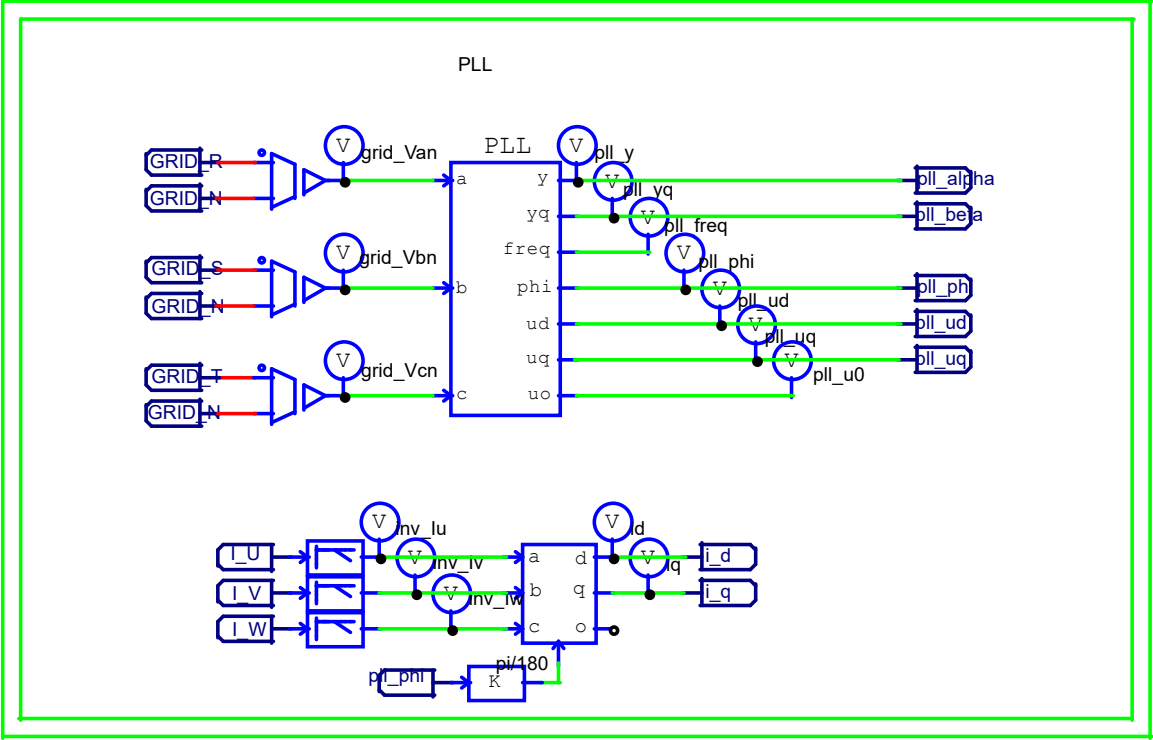 PLL
GRID_R
GRID_N
V
grid_Van
GRID_S
GRID_N
V
grid_Vbn
GRID_T
GRID_N
V
grid_Vcn
PLL
a
b
c
y
yq
freq
phi
ud
uq
uo
V
pll_y
V
pll_yq
V
pll_freq
V
pll_phi
V
pll_ud
V
pll_uq
V
pll_u0
pll_alpha
pll_beta
pll_phi
pll_ud
pll_uq
I_U
I_V
I_W
V
inv_Iu
V
inv_Iv
V
inv_Iw
a
b
c
d
q
o
V
Id
V
Iq
i_d
i_q
pll_phi
K
pi/180